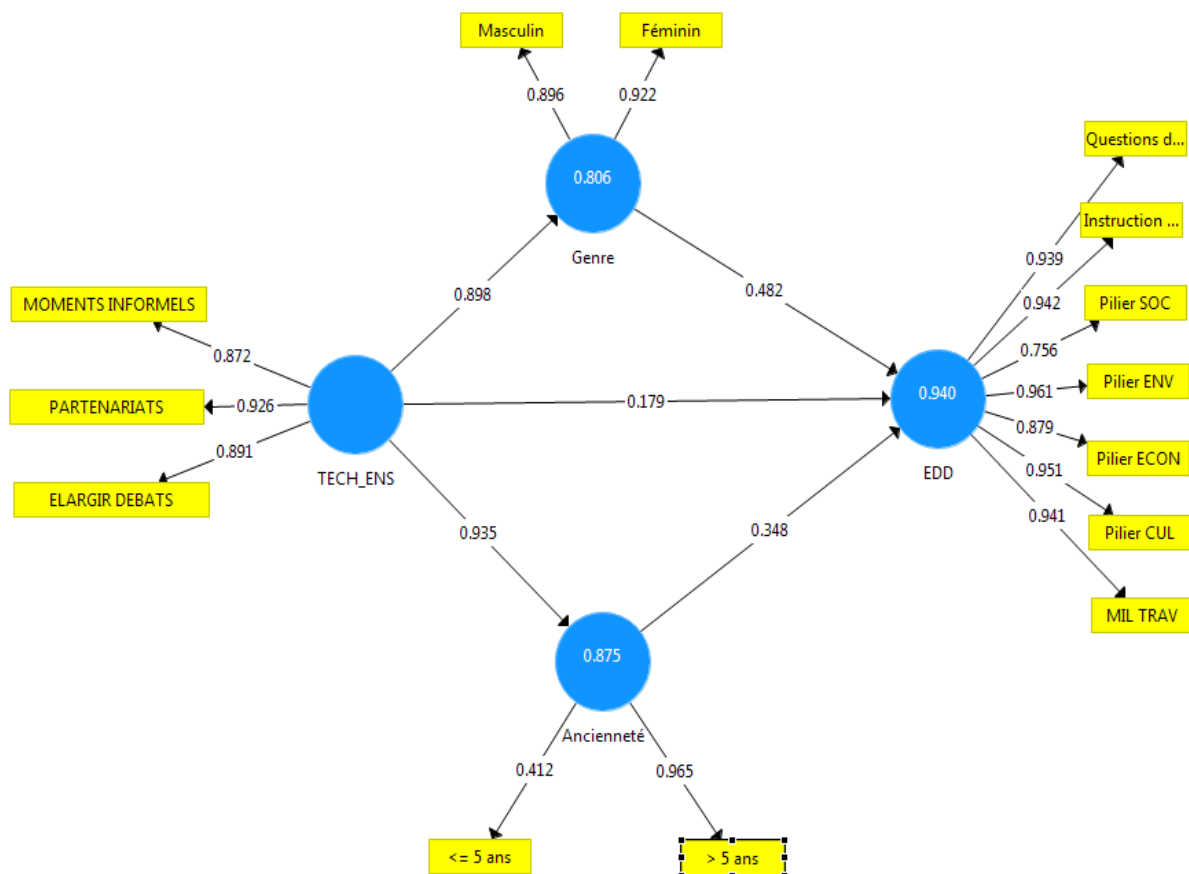 Masculin
Féminin
0.896
0.922
Questions d...
0.806
Instruction ...
Genre
0.939
0.898
0.482
0.942
MOMENTS INFORMELS
Pilier SOC
0.872
0.756
PARTENARIATS
0.926
0.179
0.940
0.961
Pilier ENV
0.891
0.879
Pilier ECON
ELARGIR DEBATS
TECH_ENS
EDD
0.951
0.941
Pilier CUL
0.935
0.348
MIL TRAV
0.875
Ancienneté
0.412
0.965
<= 5 ans
> 5 ans